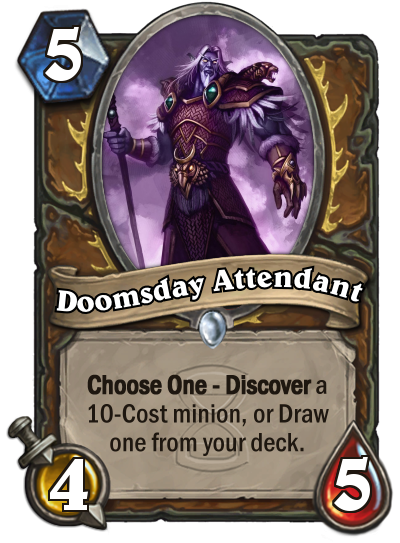 5
Doomsday Attendant
Choose One - Discover a
10-Cost minion, or Draw
one from your deck.
4
5